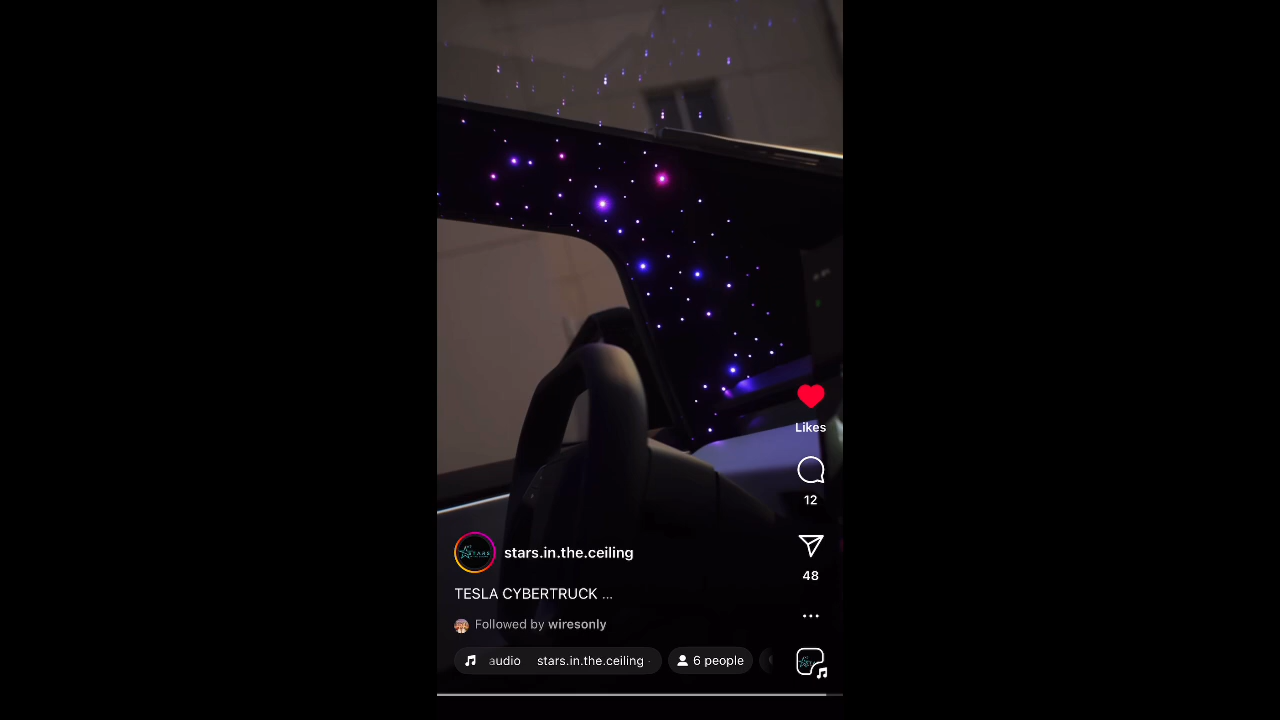 Likes
12
48
stars.in.the.ceiling
TESLA CYBERTRUCK ...
Followed by wiresonly
audio stars.in.the.ceiling
6 people